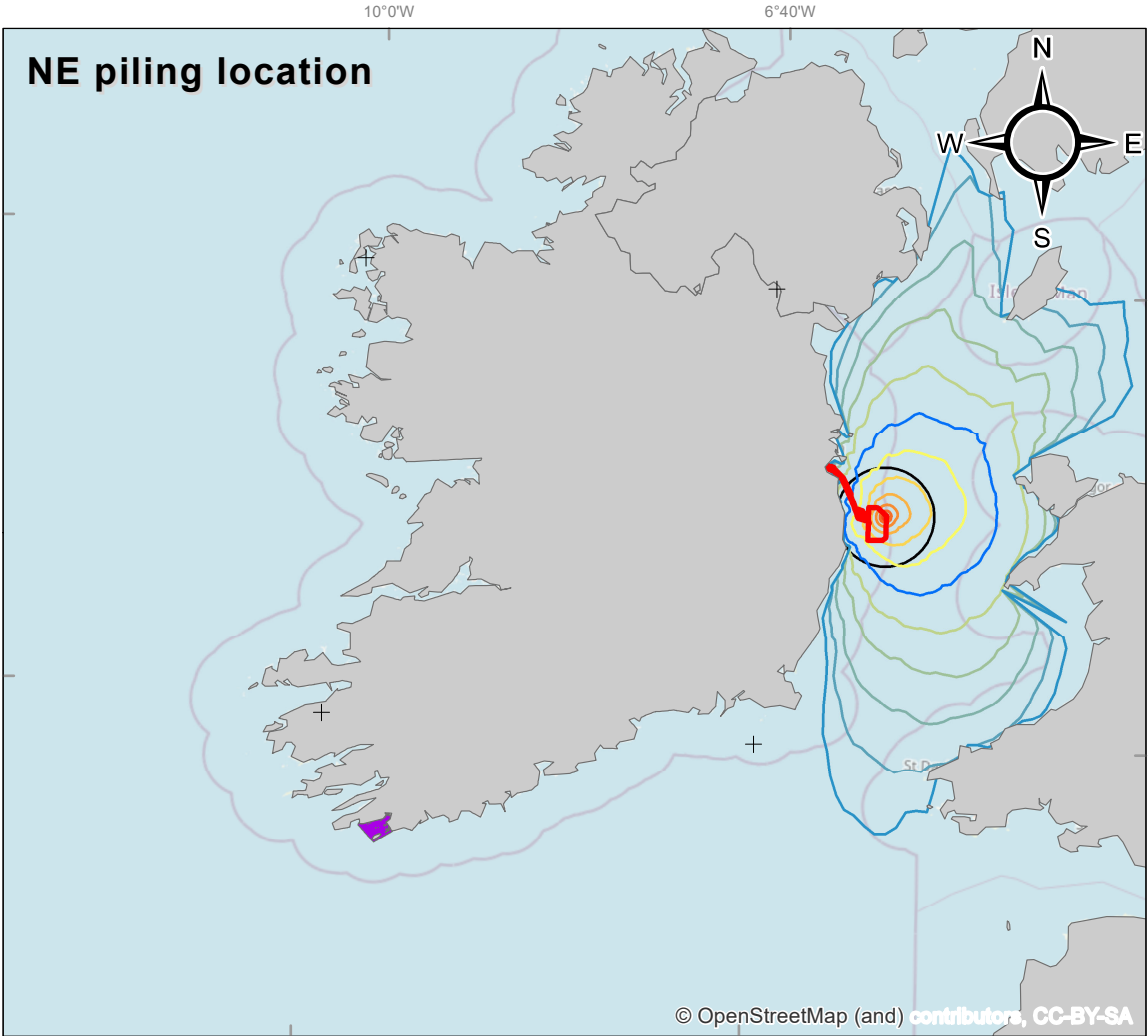 10°0'W
6°40'W
NE piling location
N
W
E
S
© OpenStreetMap (and) contributors, CC-BY-SA